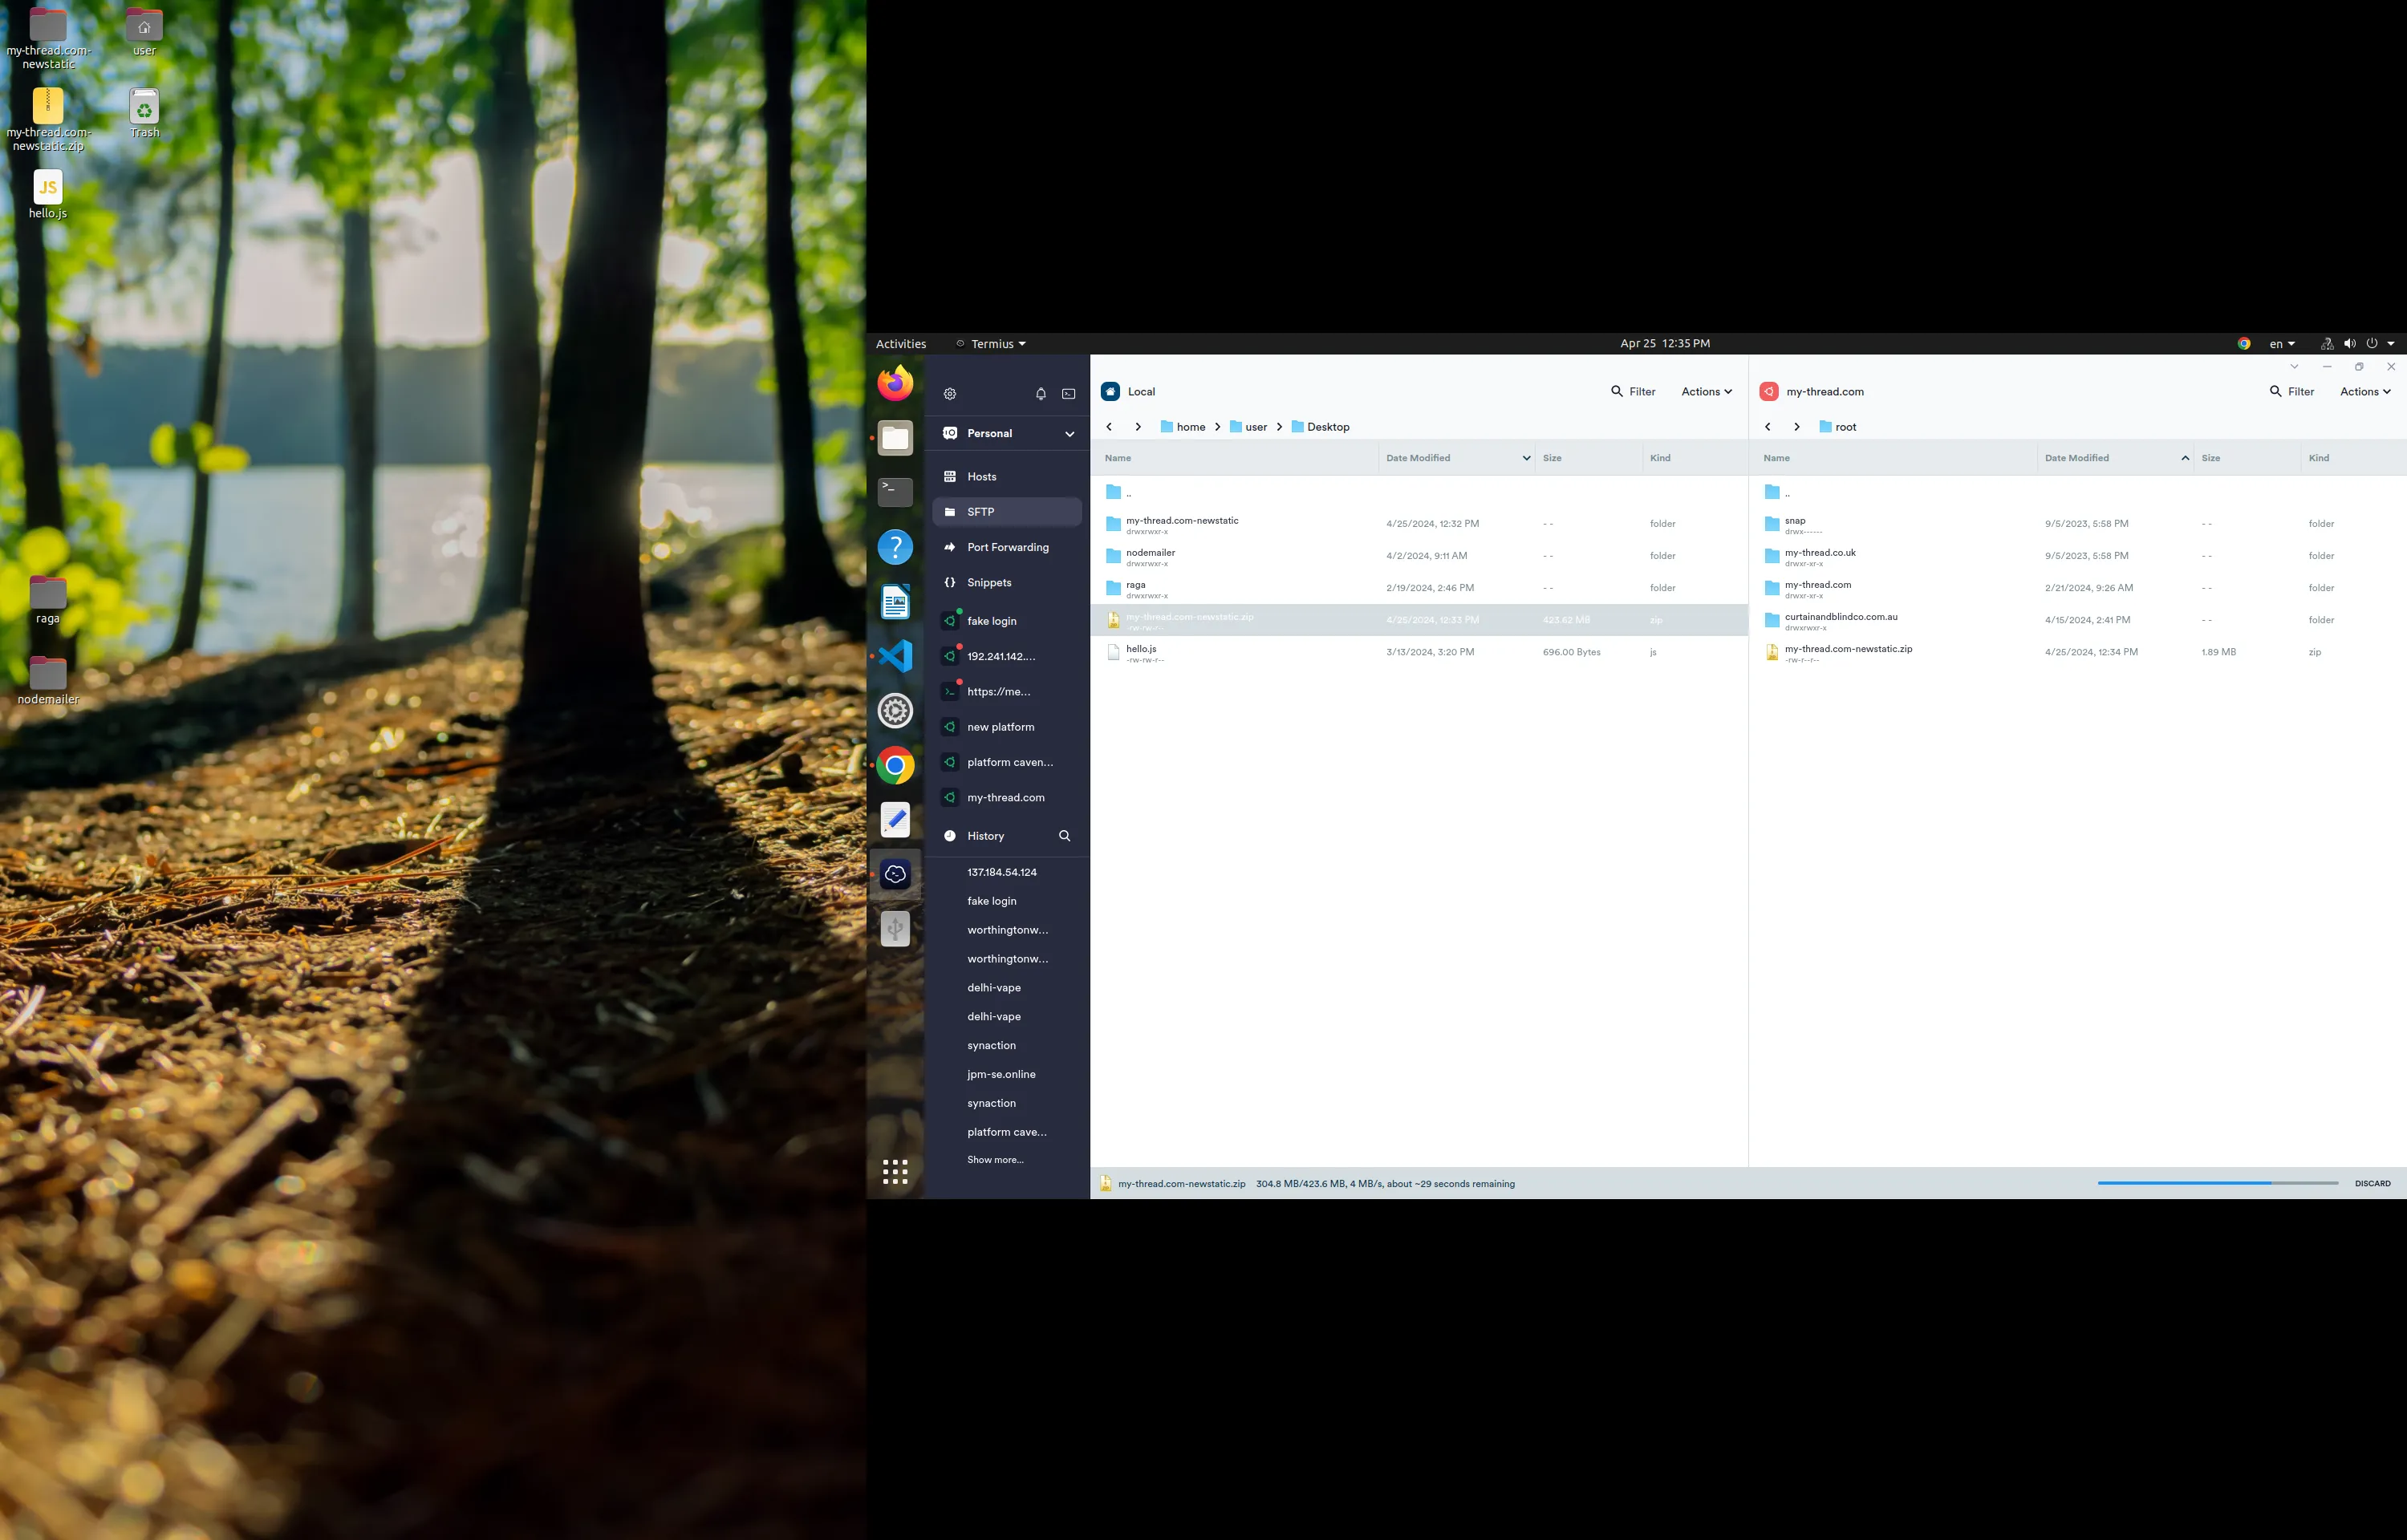 my-thread.com-
newstatic
user
my-thread.com-
newstatic.zip
Trash
JS
hello.js
raga
nodemailer
Activities
Termius
Apr 25 12:35 PM
en
Personal
Hosts
SFTP
Port Forwarding
Snippets
fake login
192.241.142....
https://me...
new platform
platform caven...
my-thread.com
History
137.184.54.124
fake login
worthingtonw...
worthingtonw...
delhi-vape
delhi-vape
synaction
jpm-se.online
synaction
platform cave...
Show more...
Local
Filter
Actions
home
user
Desktop
Name Date Modified Size Kind
..
my-thread.com-newstatic 4/25/2024, 12:32 PM - - folder
drwxrwxr-x
nodemailer 4/2/2024, 9:11 AM - - folder
drwxrwxr-x
raga 2/19/2024, 2:46 PM - - folder
drwxrwxr-x
my-thread.com-newstatic.zip 4/25/2024, 12:33 PM 423.62 MB zip
-rw-rw-r--
hello.js 3/13/2024, 3:20 PM 696.00 Bytes js
-rw-rw-r--
my-thread.com
Filter
Actions
root
Name Date Modified Size Kind
..
snap 9/5/2023, 5:58 PM - - folder
drwx------
my-thread.co.uk 9/5/2023, 5:58 PM - - folder
drwxr-xr-x
my-thread.com 2/21/2024, 9:26 AM - - folder
drwxr-xr-x
curtainandblindco.com.au 4/15/2024, 2:41 PM - - folder
drwxrwxr-x
my-thread.com-newstatic.zip 4/25/2024, 12:34 PM 1.89 MB zip
-rw-r--r--
my-thread.com-newstatic.zip 304.8 MB/423.6 MB, 4 MB/s, about ~29 seconds remaining
DISCARD